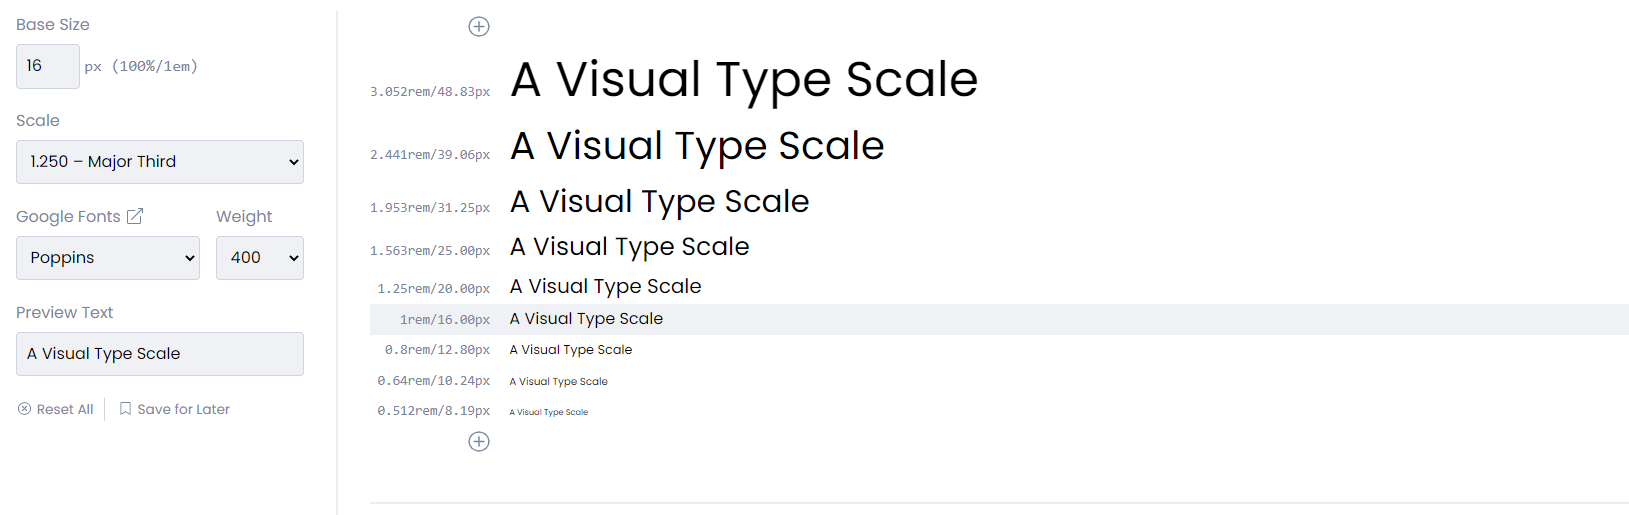 Base Size
16
px (100%/1em)
Scale
1.250 – Major Third
Google Fonts
Weight
Poppins
400
Preview Text
A Visual Type Scale
Reset All
Save for Later
3.052rem/48.83px A Visual Type Scale
2.441rem/39.06px A Visual Type Scale
1.953rem/31.25px A Visual Type Scale
1.563rem/25.00px A Visual Type Scale
1.25rem/20.00px A Visual Type Scale
1rem/16.00px A Visual Type Scale
0.8rem/12.80px A Visual Type Scale
0.64rem/10.24px A Visual Type Scale
0.512rem/8.19px A Visual Type Scale